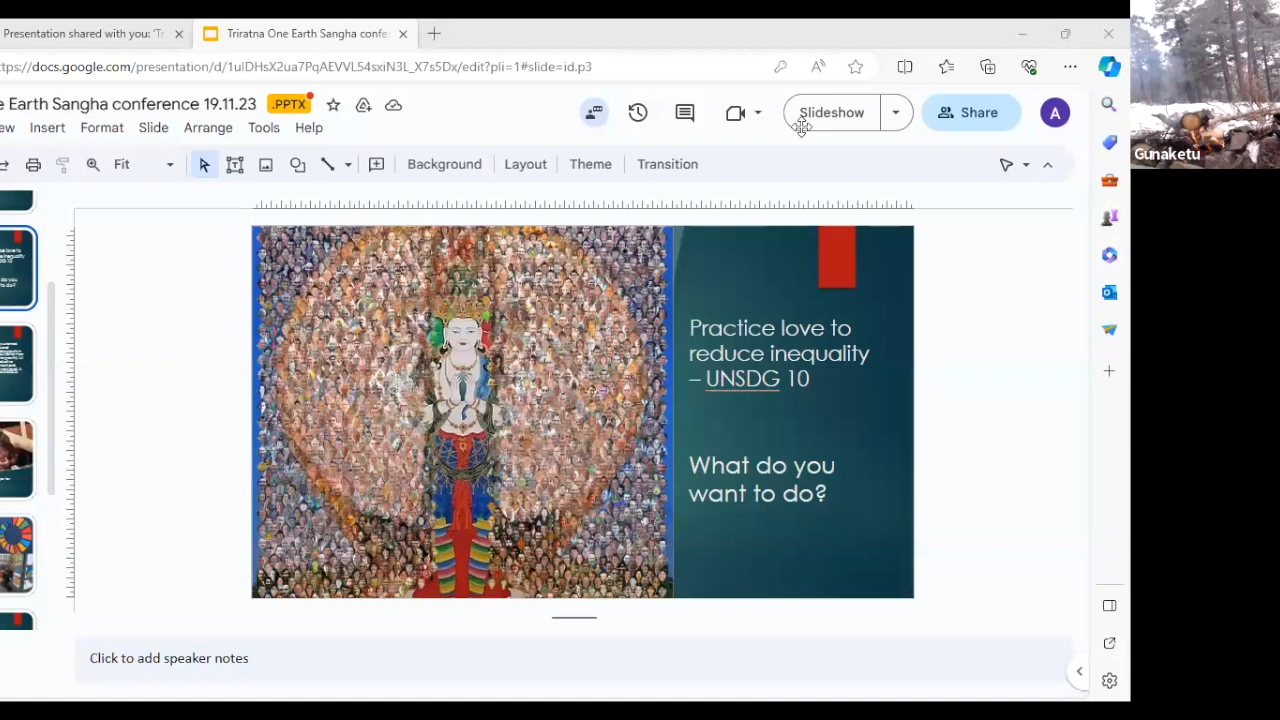 Presentation shared with you: 'Tr
Triratna One Earth Sangha confe
ttps://docs.google.com/presentation/d/1ulDHsX2ua7PqAEVVL54sxiN3L_X7s5Dx/edit?pli=1#slide=id.p3
e Earth Sangha conference 19.11.23
.PPTX
Slideshow
Share
A
ew Insert Format Slide Arrange Tools Help
Fit
Background Layout Theme Transition
Gunaketu
Practice love to
reduce inequality
– UNSDG 10
What do you
want to do?
Click to add speaker notes